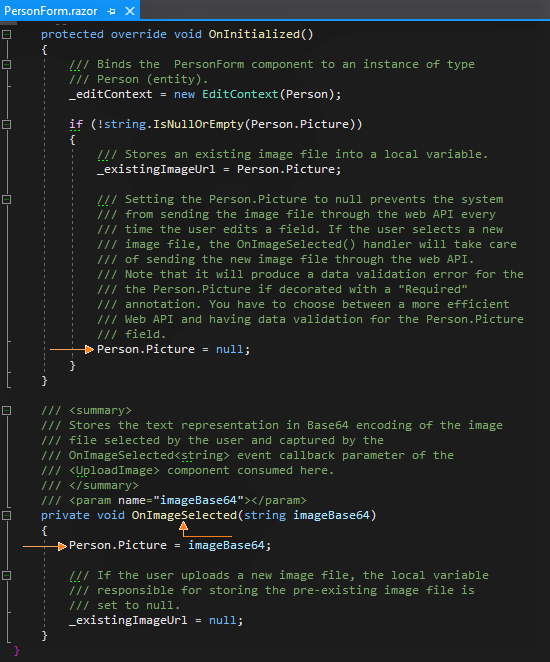 PersonForm.razor
protected override void OnInitialized()
{
/// Binds the  PersonForm component to an instance of type
/// Person (entity).
_editContext = new EditContext(Person);
if (!string.IsNullOrEmpty(Person.Picture))
{
/// Stores an existing image file into a local variable.
_existingImageUrl = Person.Picture;
/// Setting the Person.Picture to null prevents the system
/// from sending the image file through the web API every
/// time the user edits a field. If the user selects a new
/// image file, the OnImageSelected() handler will take care
/// of sending the new image file through the web API.
/// Note that it will produce a data validation error for the
/// the Person.Picture if decorated with a "Required"
/// annotation. You have to choose between a more efficient
/// Web API and having data validation for the Person.Picture
/// field.
Person.Picture = null;
}
}
/// <summary>
/// Stores the text representation in Base64 encoding of the image
/// file selected by the user and captured by the
/// OnImageSelected<string> event callback parameter of the
/// <UploadImage> component consumed here.
/// </summary>
/// <param name="imageBase64"></param>
private void OnImageSelected(string imageBase64)
{
Person.Picture = imageBase64;
/// If the user uploads a new image file, the local variable
/// responsible for storing the pre-existing image file is
/// set to null.
_existingImageUrl = null;
}
}